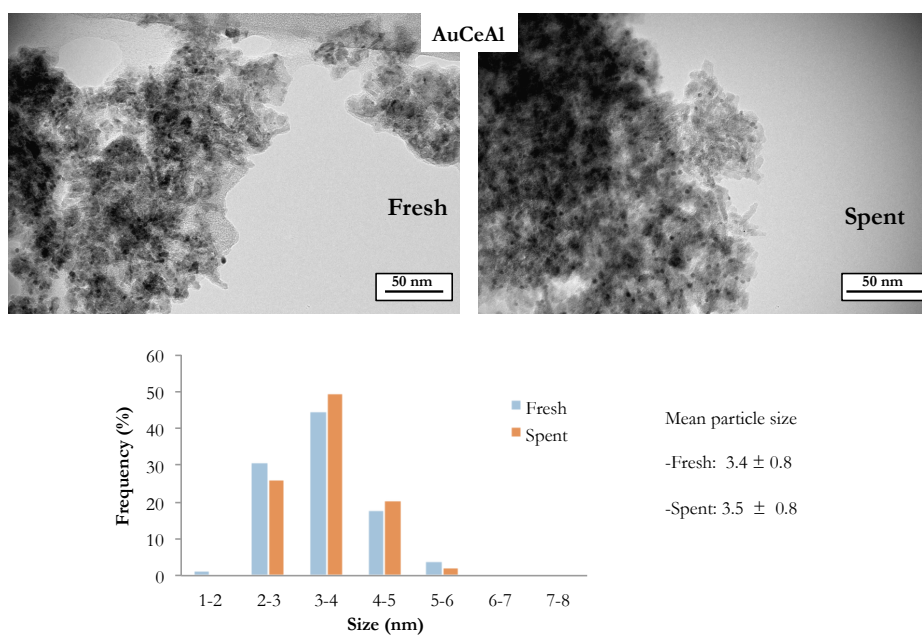 AuCeAl
Fresh
50 nm
Spent
50 nm
60
50
40
30
20
10
0
Frequency (%)
1-2 2-3 3-4 4-5 5-6 6-7 7-8
Size (nm)
Fresh
Spent
Mean particle size
-Fresh: 3.4 ± 0.8
-Spent: 3.5 ± 0.8